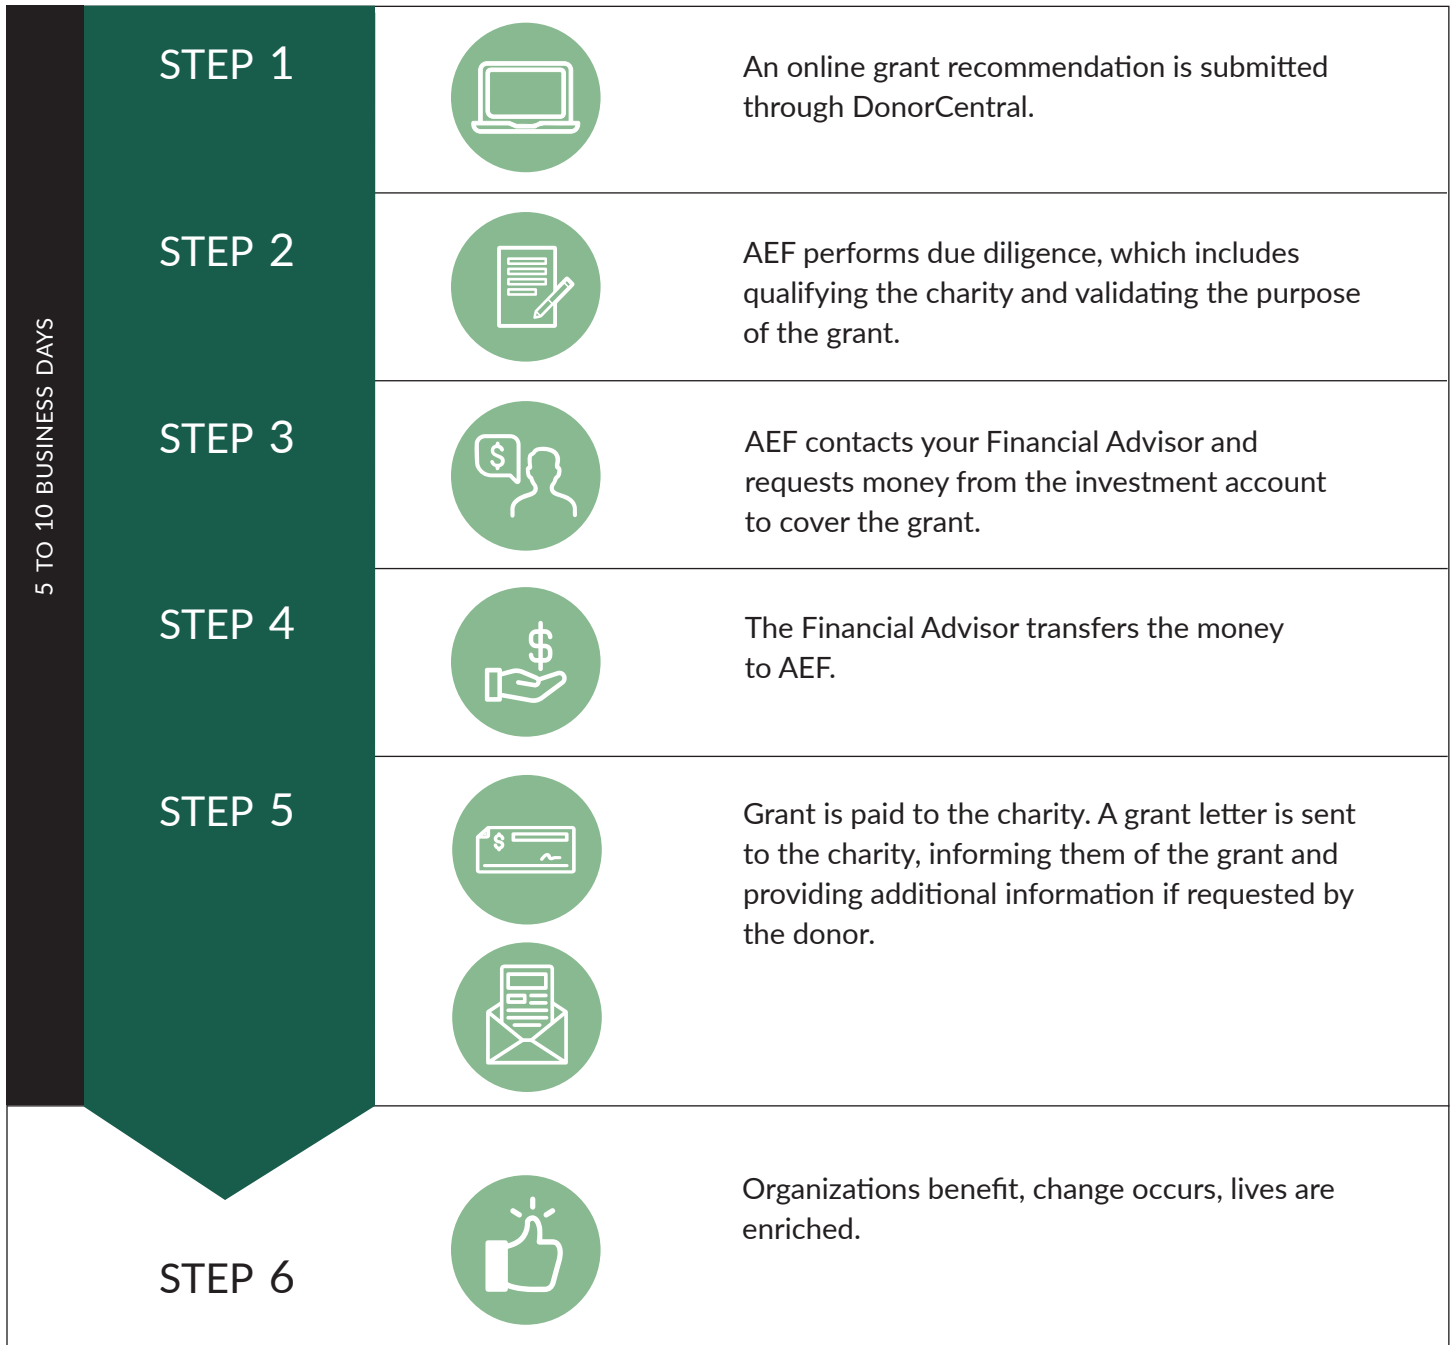 5 TO 10 BUSINESS DAYS
STEP 1
An online grant recommendation is submitted
through DonorCentral.
STEP 2
AEF performs due diligence, which includes
qualifying the charity and validating the purpose
of the grant.
STEP 3
$
AEF contacts your Financial Advisor and
requests money from the investment account
to cover the grant.
STEP 4
$
The Financial Advisor transfers the money
to AEF.
STEP 5
$
Grant is paid to the charity. A grant letter is sent
to the charity, informing them of the grant and
providing additional information if requested by
the donor.
STEP 6
Organizations benefit, change occurs, lives are
enriched.